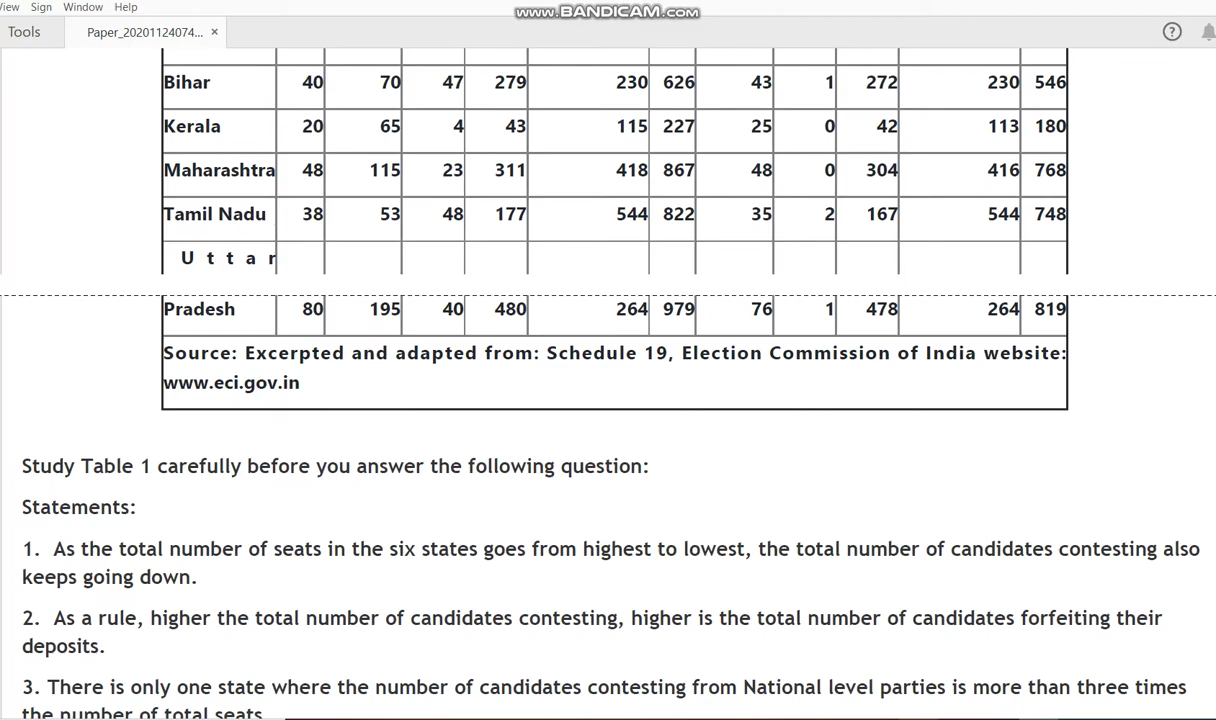 View Sign Window Help
www.BANDICAM.com
Tools Paper_20201124074... ×
Bihar 40 70 47 279 230 626 43 1 272 230 546
Kerala 20 65 4 43 115 227 25 0 42 113 180
Maharashtra 48 115 23 311 418 867 48 0 304 416 768
Tamil Nadu 38 53 48 177 544 822 35 2 167 544 748
Uttar
Pradesh 80 195 40 480 264 979 76 1 478 264 819
Source: Excerpted and adapted from: Schedule 19, Election Commission of India website:
www.eci.gov.in
Study Table 1 carefully before you answer the following question:
Statements:
1. As the total number of seats in the six states goes from highest to lowest, the total number of candidates contesting also
keeps going down.
2. As a rule, higher the total number of candidates contesting, higher is the total number of candidates forfeiting their
deposits.
3. There is only one state where the number of candidates contesting from National level parties is more than three times
the number of total seats